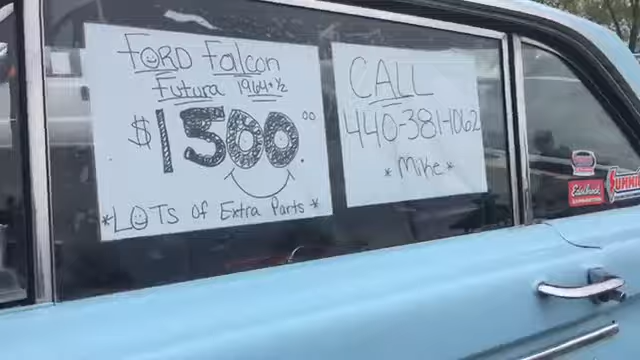 FORD Falcon
Futura 1964+½
$1500.00
*LOTS of Extra Parts*
CALL
440-381-1062
*Mike*
Edelbrock
SUMMIT